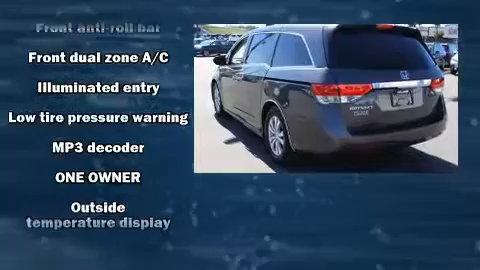 Front anti-roll bar
Front dual zone A/C
Illuminated entry
Low tire pressure warning
MP3 decoder
ONE OWNER
Outside
temperature display